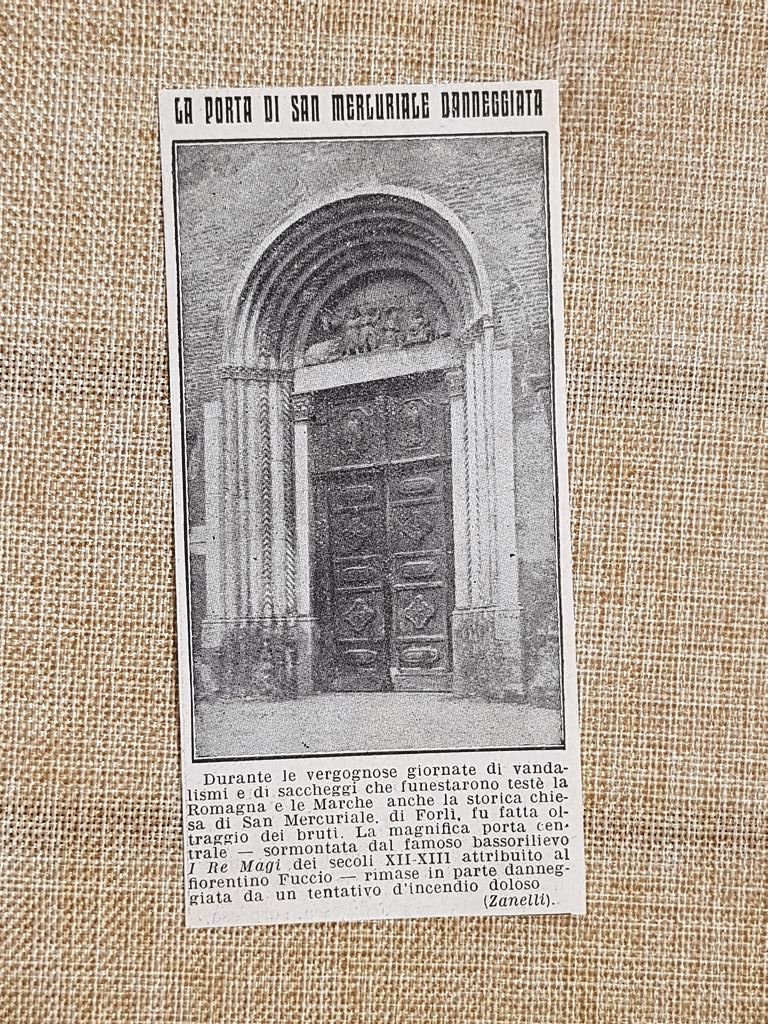 LA PORTA DI SAN MERCURIALE DANNEGGIATA
Durante le vergognose giornate di vanda-
lismi e di saccheggi che funestarono testè la
Romagna e le Marche anche la storica chie-
sa di San Mercuriale, di Forlì, fu fatta ol-
traggio dei bruti. La magnifica porta cen-
trale — sormontata dal famoso bassorilievo
I Re Magi dei secoli XII-XIII attribuito al
fiorentino Fuccio — rimase in parte danneg-
giata da un tentativo d'incendio doloso
(Zanelli).